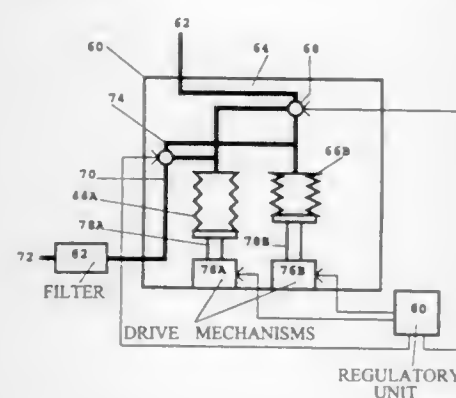 62
60
64
68
74
66B
70
66A
78A
78B
72
62
FILTER
76A
76B
DRIVE MECHANISMS
60
REGULATORY
UNIT